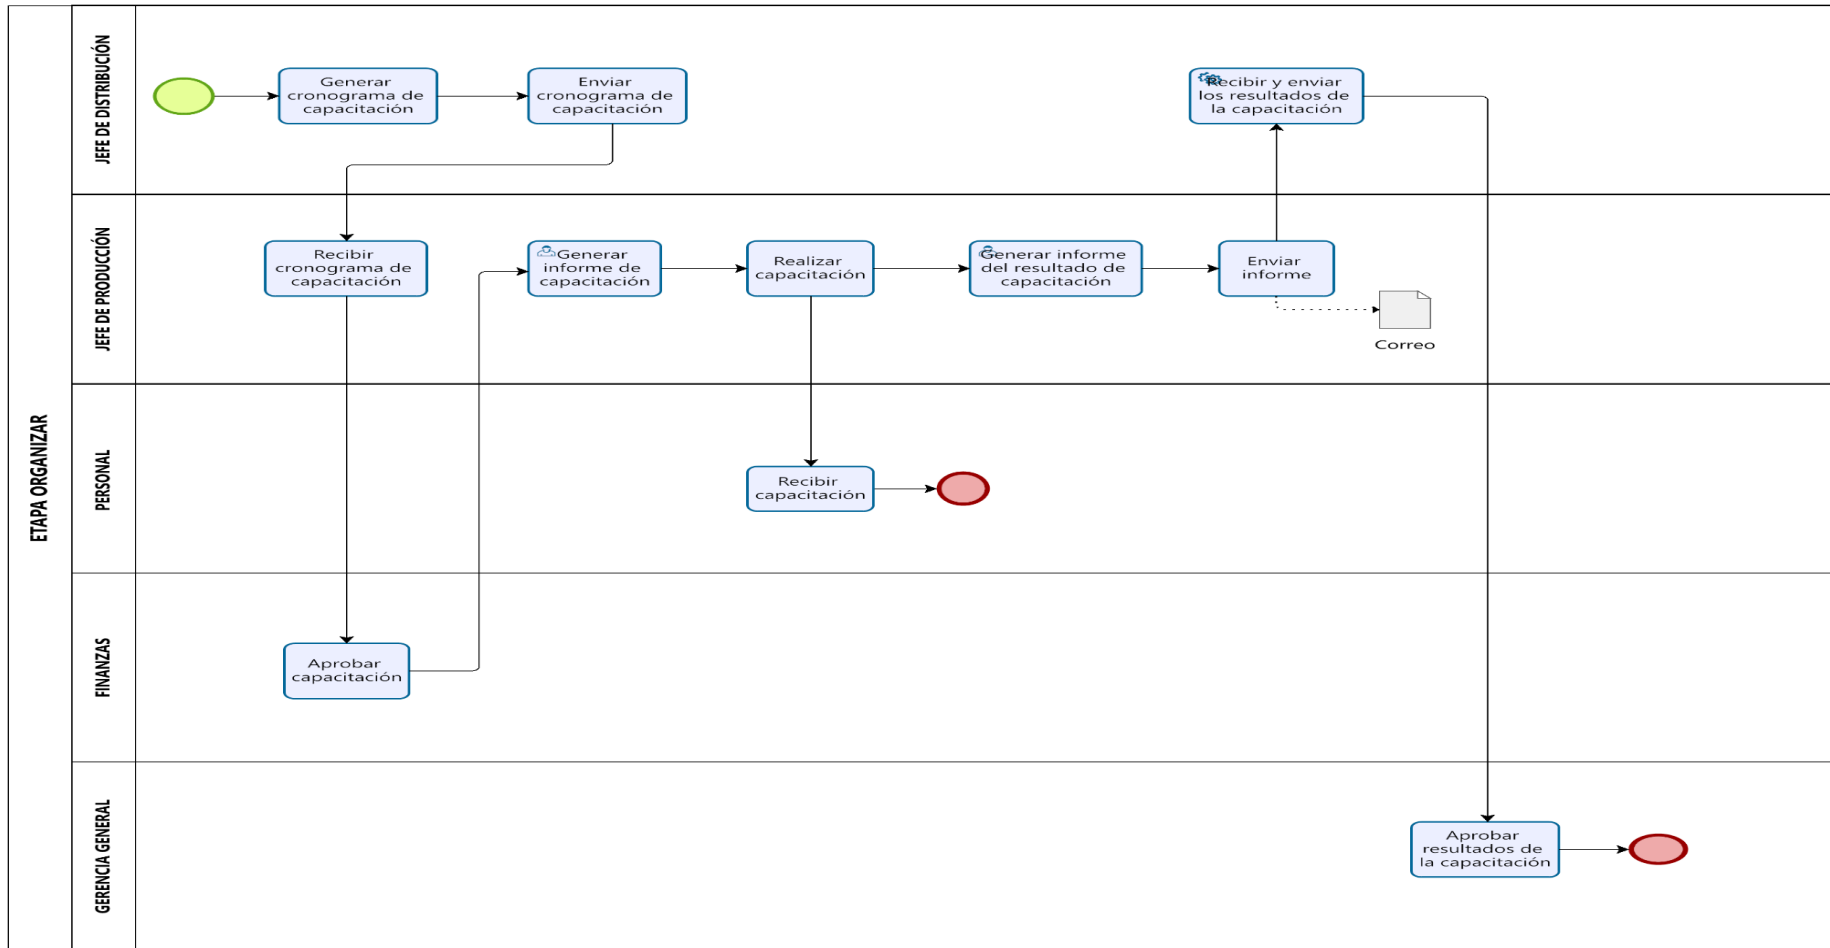 ETAPA ORGANIZAR
JEFE DE DISTRIBUCIÓN
Generar
cronograma de
capacitación
Enviar
cronograma de
capacitación
Recibir y enviar
los resultados de
la capacitación
JEFE DE PRODUCCIÓN
Recibir
cronograma de
capacitación
Generar
informe de
capacitación
Realizar
capacitación
Generar informe
del resultado de
capacitación
Enviar
informe
Correo
PERSONAL
Recibir
capacitación
FINANZAS
Aprobar
capacitación
GERENCIA GENERAL
Aprobar
resultados de
la capacitación